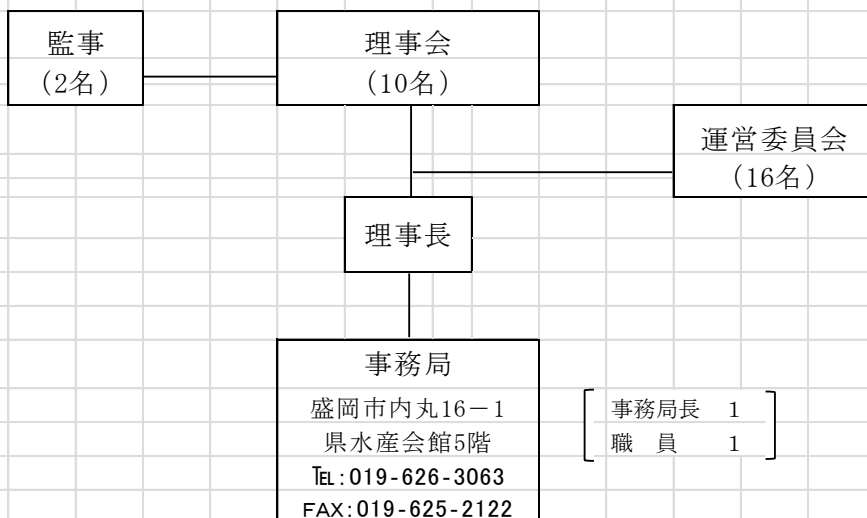 監事
（2名）
理事会
（10名）
運営委員会
（16名）
理事長
事務局
盛岡市内丸16－1
県水産会館5階
℡:019-626-3063
FAX:019-625-2122
事務局長　1
職　員　1